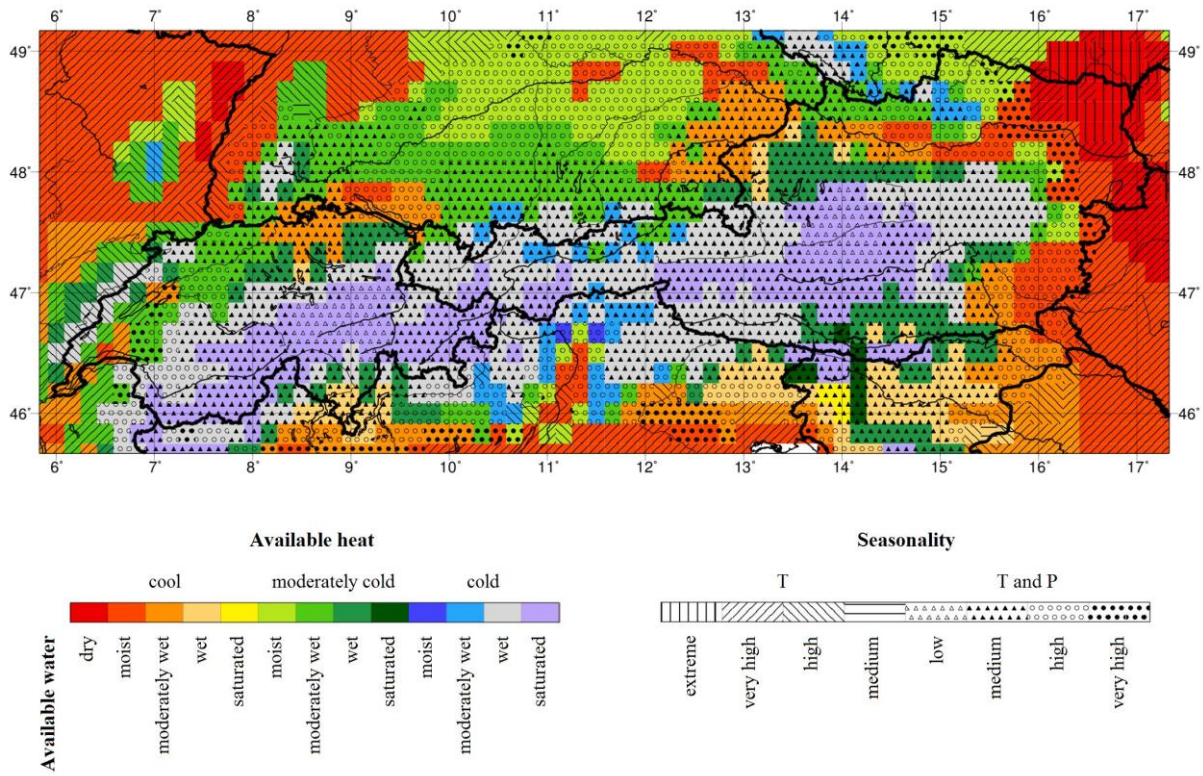 6° 7° 8° 9° 10° 11° 12° 13° 14° 15° 16° 17°
49° 49°
48° 48°
47° 47°
46° 46°
6° 7° 8° 9° 10° 11° 12° 13° 14° 15° 16° 17°
Available heat
cool moderately cold cold
Available water
dry
moist
moderately wet
wet
saturated
moist
moderately wet
wet
saturated
moist
moderately wet
wet
saturated
Seasonality
T T and P
extreme
very high
high
medium
low
medium
high
very high